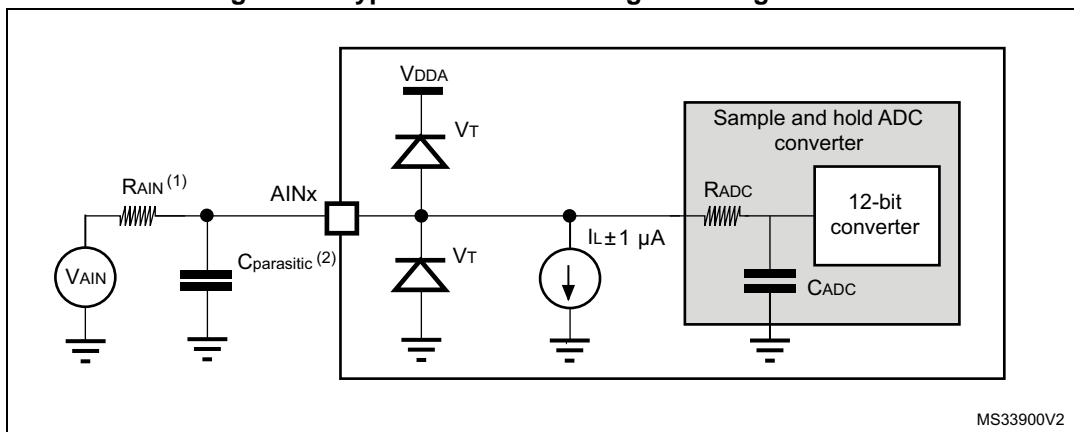 VDDA
Sample and hold ADC
converter
VT
RAIN (1)
AINx
RADC
12-bit
converter
IL±1 µA
VT
Cparasitic (2)
VAIN
CADC
MS33900V2